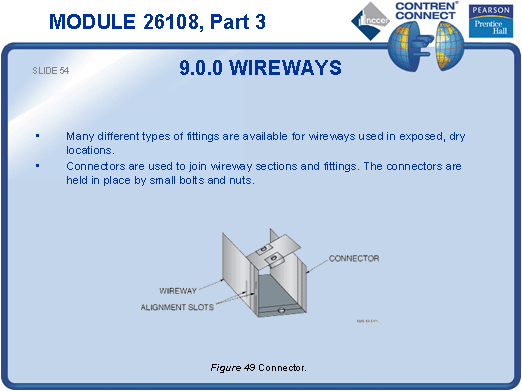 MODULE 26108, Part 3
nccer
CONTREN®
CONNECT
PEARSON
Prentice
Hall
SLIDE 54
9.0.0 WIREWAYS
• Many different types of fittings are available for wireways used in exposed, dry
locations.
• Connectors are used to join wireway sections and fittings. The connectors are
held in place by small bolts and nuts.
CONNECTOR
WIREWAY
ALIGNMENT SLOTS
Figure 49 Connector.